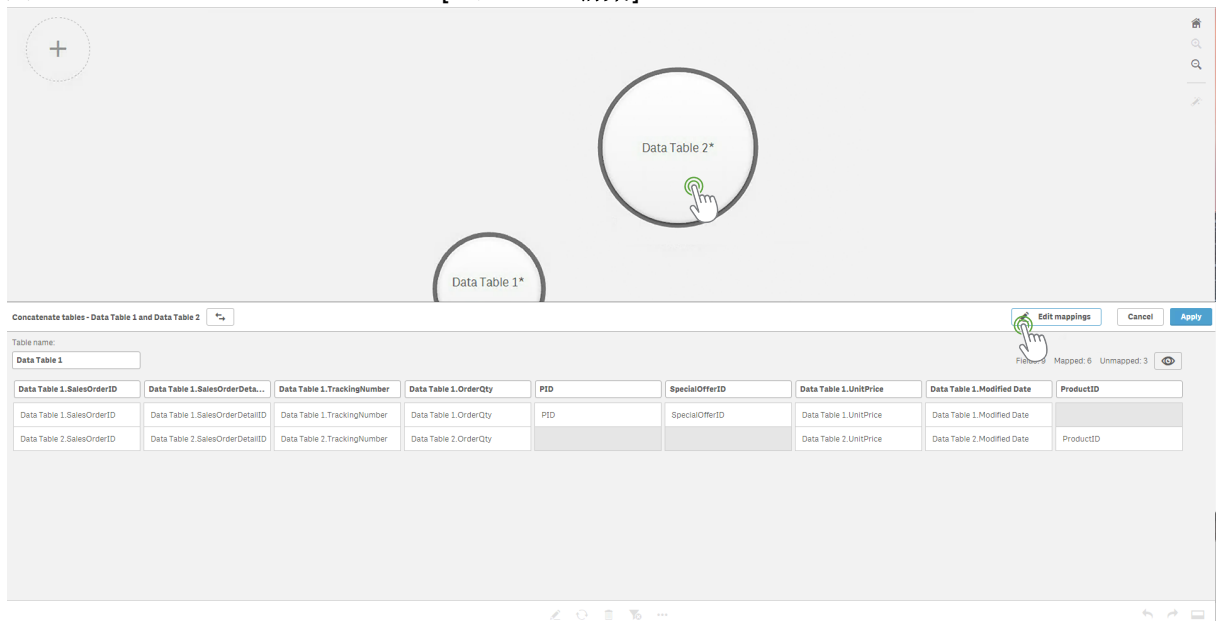 Data Table 2*
Data Table 1*
Concatenate tables - Data Table 1 and Data Table 2
Edit mappings Cancel Apply
Table name:
Data Table 1
Mapped: 6 Unmapped: 3
Data Table 1.SalesOrderID Data Table 1.SalesOrderDeta... Data Table 1.TrackingNumber Data Table 1.OrderQty PID SpecialOfferID Data Table 1.UnitPrice Data Table 1.Modified Date ProductID
Data Table 1.SalesOrderID Data Table 1.SalesOrderDetailID Data Table 1.TrackingNumber Data Table 1.OrderQty PID SpecialOfferID Data Table 1.UnitPrice Data Table 1.Modified Date
Data Table 2.SalesOrderID Data Table 2.SalesOrderDetailID Data Table 2.TrackingNumber Data Table 2.OrderQty Data Table 2.UnitPrice Data Table 2.Modified Date ProductID